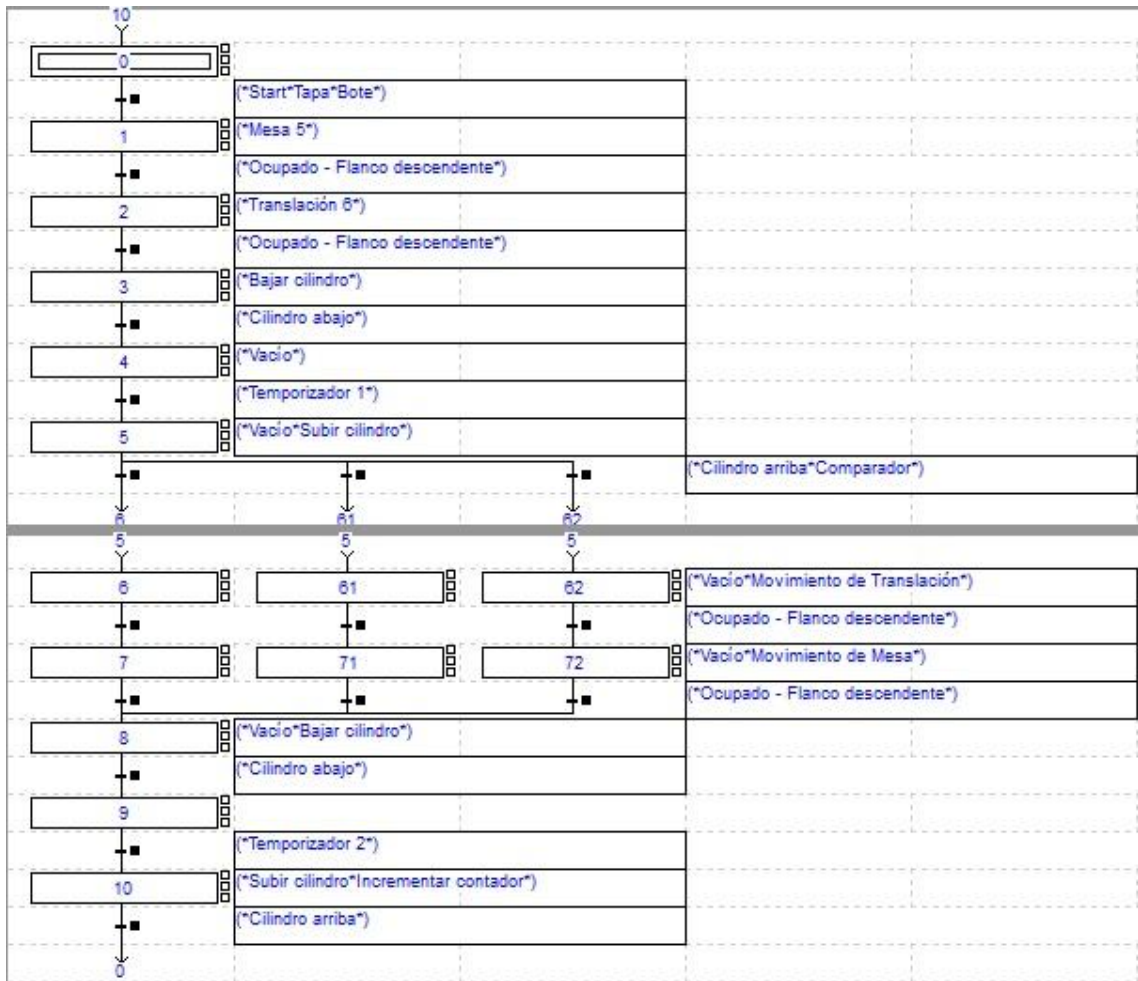 10
0
(*Start*Tapa*Bote*)
1 (*Mesa 5*)
(*Ocupado - Flanco descendente*)
2 (*Translación 6*)
(*Ocupado - Flanco descendente*)
3 (*Bajar cilindro*)
(*Cilindro abajo*)
4 (*Vacío*)
(*Temporizador 1*)
5 (*Vacío*Subir cilindro*)
(*Cilindro arriba*Comparador*)
6 61 62
5 5 5
6 61 62 (*Vacío*Movimiento de Translación*)
(*Ocupado - Flanco descendente*)
7 71 72 (*Vacío*Movimiento de Mesa*)
(*Ocupado - Flanco descendente*)
8 (*Vacío*Bajar cilindro*)
(*Cilindro abajo*)
9
(*Temporizador 2*)
10 (*Subir cilindro*Incrementar contador*)
(*Cilindro arriba*)
0